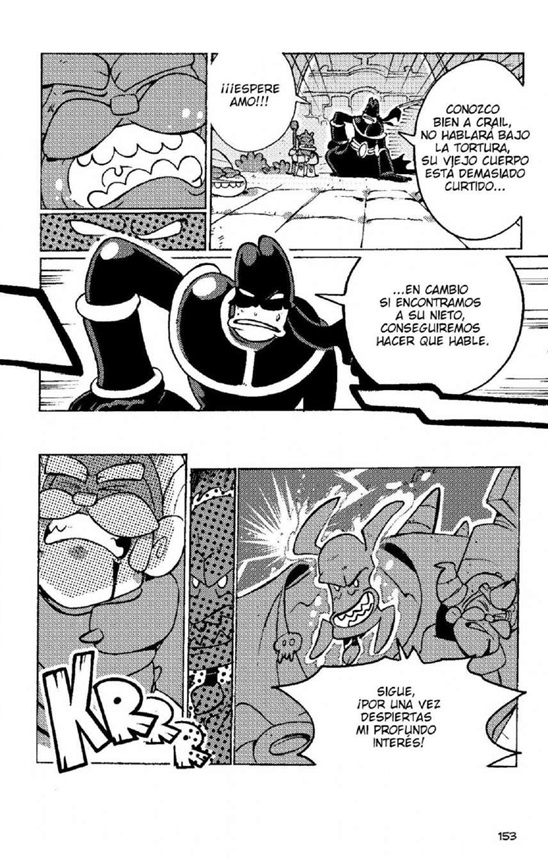 ¡¡¡ESPERE
AMO!!!
CONOZCO
BIEN A CRAIL,
NO HABLARÁ BAJO
LA TORTURA,
SU VIEJO CUERPO
ESTÁ DEMASIADO
CURTIDO...
...EN CAMBIO
SI ENCONTRAMOS
A SU NIETO,
CONSEGUIREMOS
HACER QUE HABLE.
KRRRR
SIGUE,
¡POR UNA VEZ
DESPIERTAS
MI PROFUNDO
INTERÉS!
153